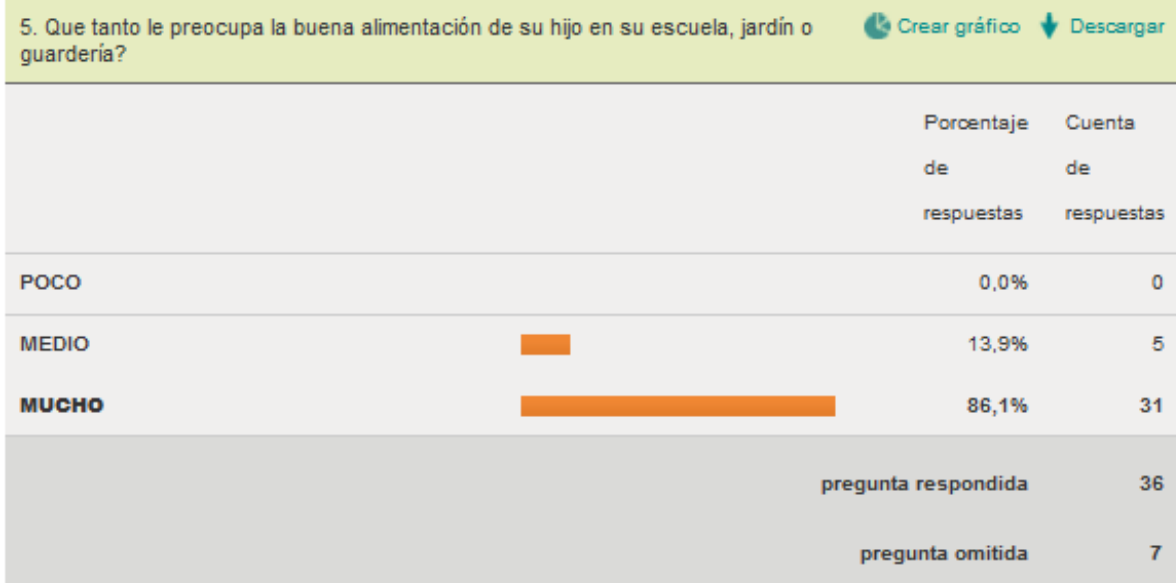 5. Que tanto le preocupa la buena alimentación de su hijo en su escuela, jardín o
guardería?
Crear gráfico Descargar
Porcentaje de respuestas
Cuenta de respuestas
POCO 0,0% 0
MEDIO 13,9% 5
MUCHO 86,1% 31
pregunta respondida 36
pregunta omitida 7